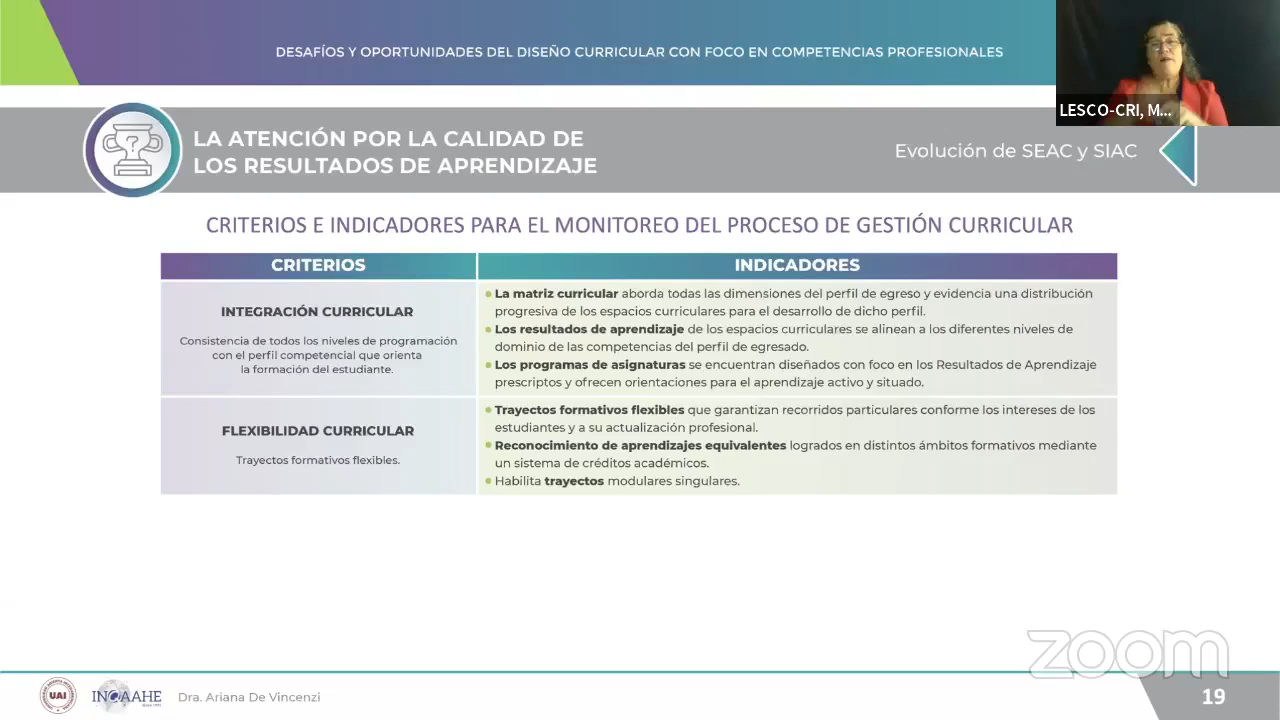 DESAFÍOS Y OPORTUNIDADES DEL DISEÑO CURRICULAR CON FOCO EN COMPETENCIAS PROFESIONALES
LESCO-CRI, M...
LA ATENCIÓN POR LA CALIDAD DE
LOS RESULTADOS DE APRENDIZAJE
Evolución de SEAC y SIAC
CRITERIOS E INDICADORES PARA EL MONITOREO DEL PROCESO DE GESTIÓN CURRICULAR
CRITERIOS
INDICADORES
INTEGRACIÓN CURRICULAR
Consistencia de todos los niveles de programación
con el perfil competencial que orienta
la formación del estudiante.
• La matriz curricular aborda todas las dimensiones del perfil de egreso y evidencia una distribución
progresiva de los espacios curriculares para el desarrollo de dicho perfil.
• Los resultados de aprendizaje de los espacios curriculares se alinean a los diferentes niveles de
dominio de las competencias del perfil de egresado.
• Los programas de asignaturas se encuentran diseñados con foco en los Resultados de Aprendizaje
prescriptos y ofrecen orientaciones para el aprendizaje activo y situado.
FLEXIBILIDAD CURRICULAR
Trayectos formativos flexibles.
• Trayectos formativos flexibles que garantizan recorridos particulares conforme los intereses de los
estudiantes y a su actualización profesional.
• Reconocimiento de aprendizajes equivalentes logrados en distintos ámbitos formativos mediante
un sistema de créditos académicos.
• Habilita trayectos modulares singulares.
zoom
UAI
INQAAHE
Dra. Ariana De Vincenzi
19